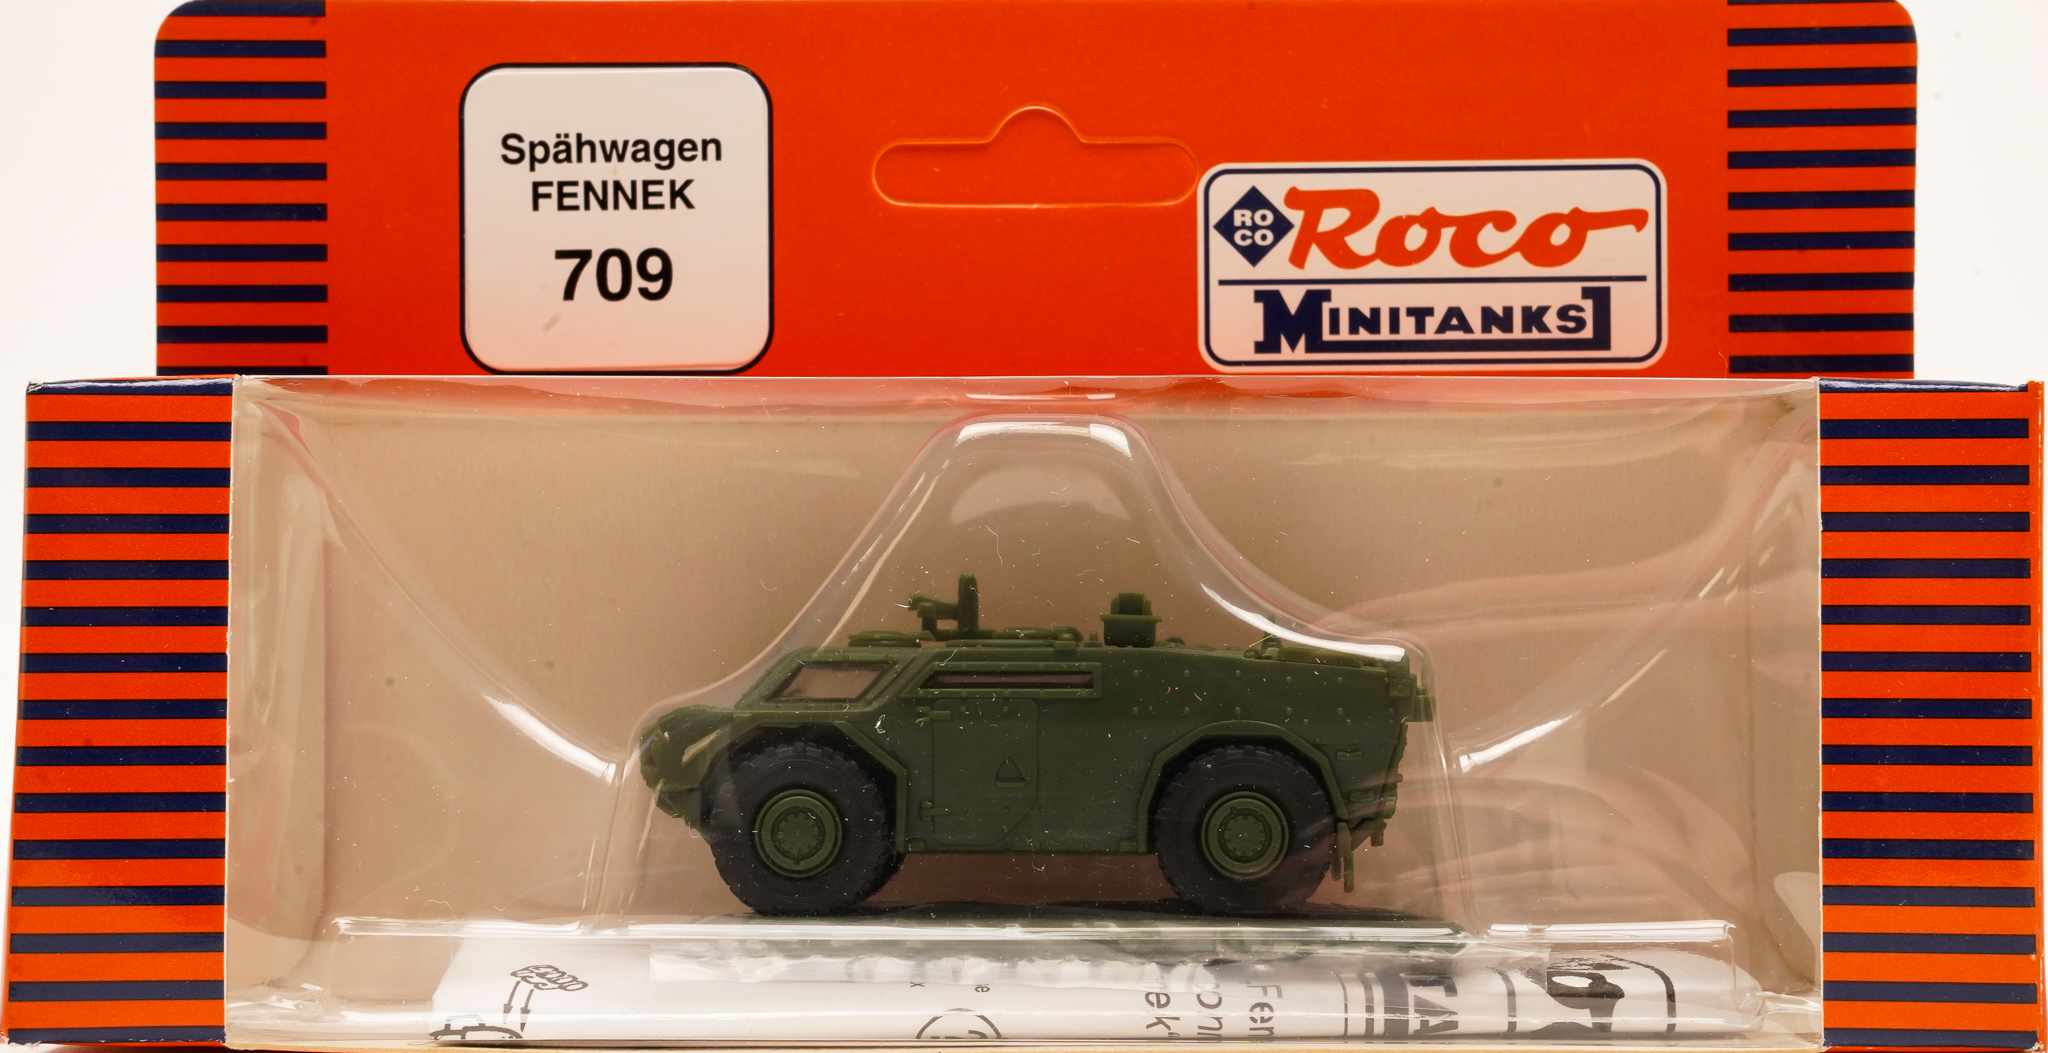 Spähwagen
FENNEK
709
RO
CO
Roco
MINITANKS